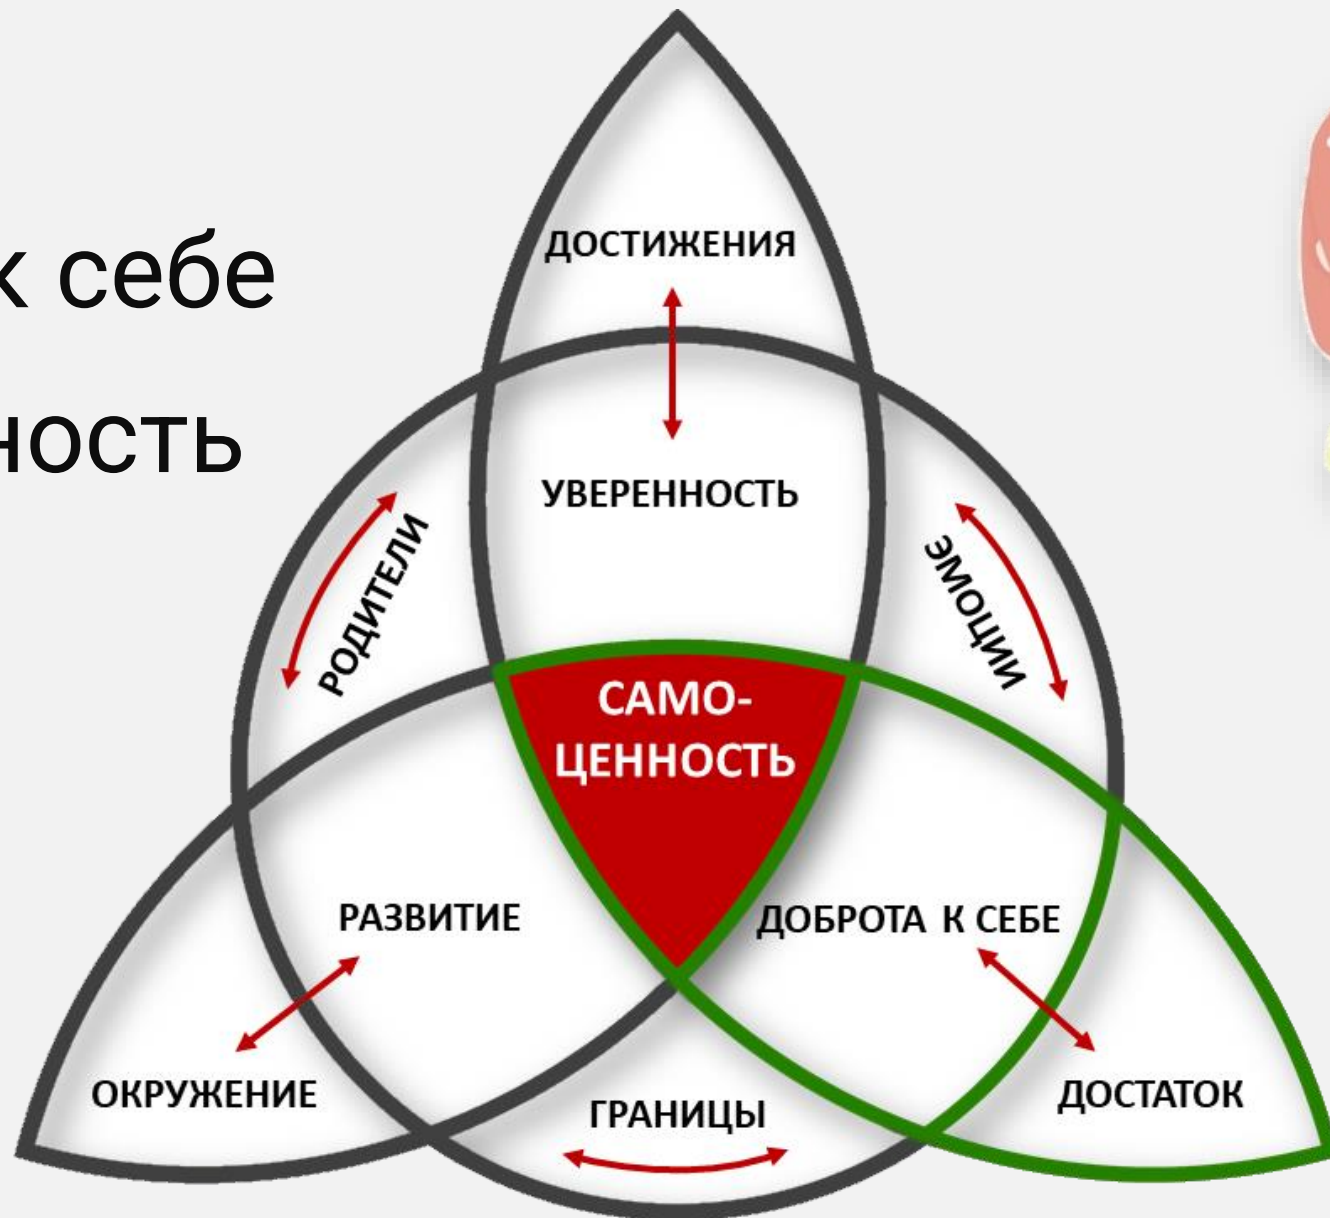 к себе
ность
ДОСТИЖЕНИЯ
УВЕРЕННОСТЬ
РОДИТЕЛИ
ЭМОЦИИ
САМО-
ЦЕННОСТЬ
РАЗВИТИЕ
ДОБРОТА К СЕБЕ
ОКРУЖЕНИЕ
ГРАНИЦЫ
ДОСТАТОК